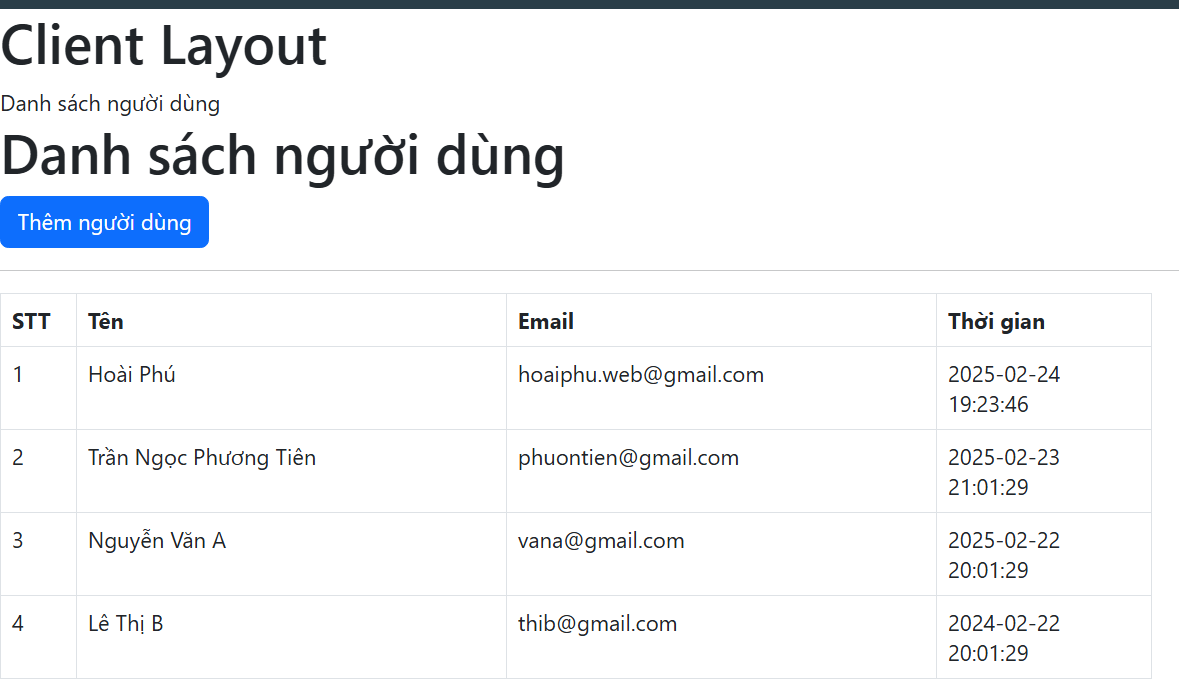 Client Layout
Danh sách người dùng
Danh sách người dùng
Thêm người dùng
STT Tên Email Thời gian
1 Hoài Phú hoaiphu.web@gmail.com 2025-02-24
19:23:46
2 Trần Ngọc Phương Tiên phuontien@gmail.com 2025-02-23
21:01:29
3 Nguyễn Văn A vana@gmail.com 2025-02-22
20:01:29
4 Lê Thị B thib@gmail.com 2024-02-22
20:01:29